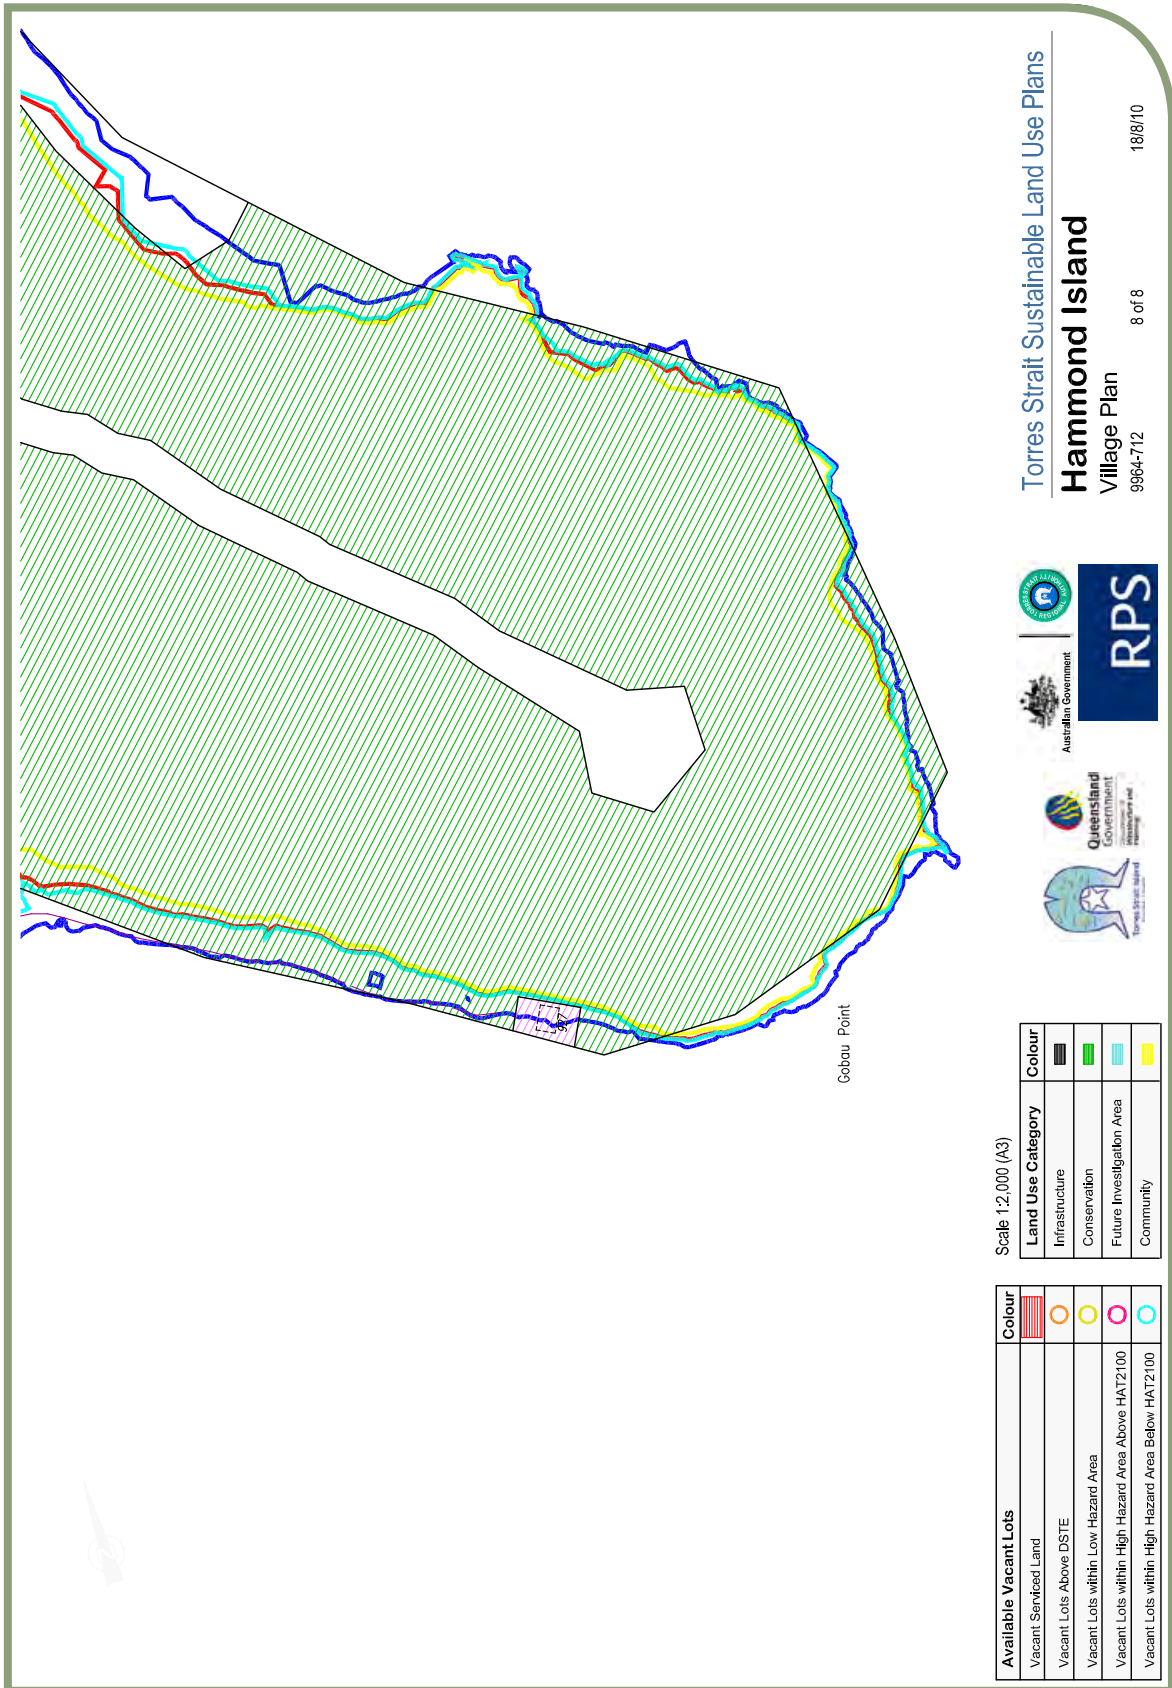 Torres Strait Sustainable Land Use Plans
Hammond Island
Village Plan
9964-712 8 of 8 18/8/10
Gobau Point
Australian Government
RPS
Queensland
Government
Torres Strait Island
Scale 1:2,000 (A3)
Land Use Category Colour
Infrastructure
Conservation
Future Investigation Area
Community
Available Vacant Lots Colour
Vacant Serviced Land
Vacant Lots Above DSTE
Vacant Lots within Low Hazard Area
Vacant Lots within High Hazard Area Above HAT2100
Vacant Lots within High Hazard Area Below HAT2100